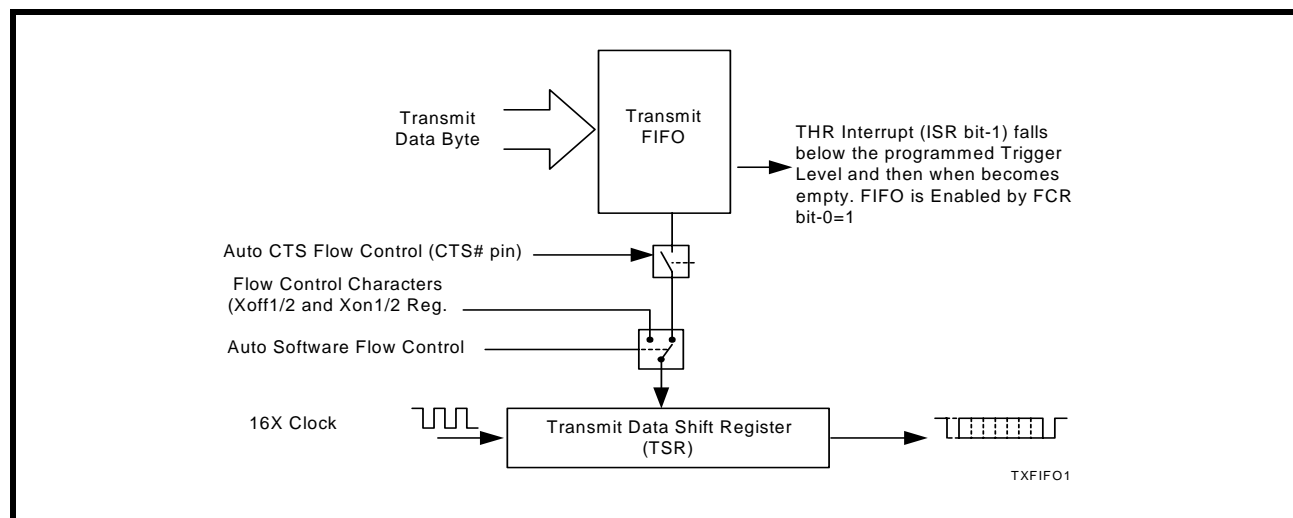 Transmit
Data Byte
Transmit
FIFO
THR Interrupt (ISR bit-1) falls
below the programmed Trigger
Level and then when becomes
empty. FIFO is Enabled by FCR
bit-0=1
Auto CTS Flow Control (CTS# pin)
Flow Control Characters
(Xoff1/2 and Xon1/2 Reg.
Auto Software Flow Control
16X Clock
Transmit Data Shift Register
(TSR)
TXFIFO1